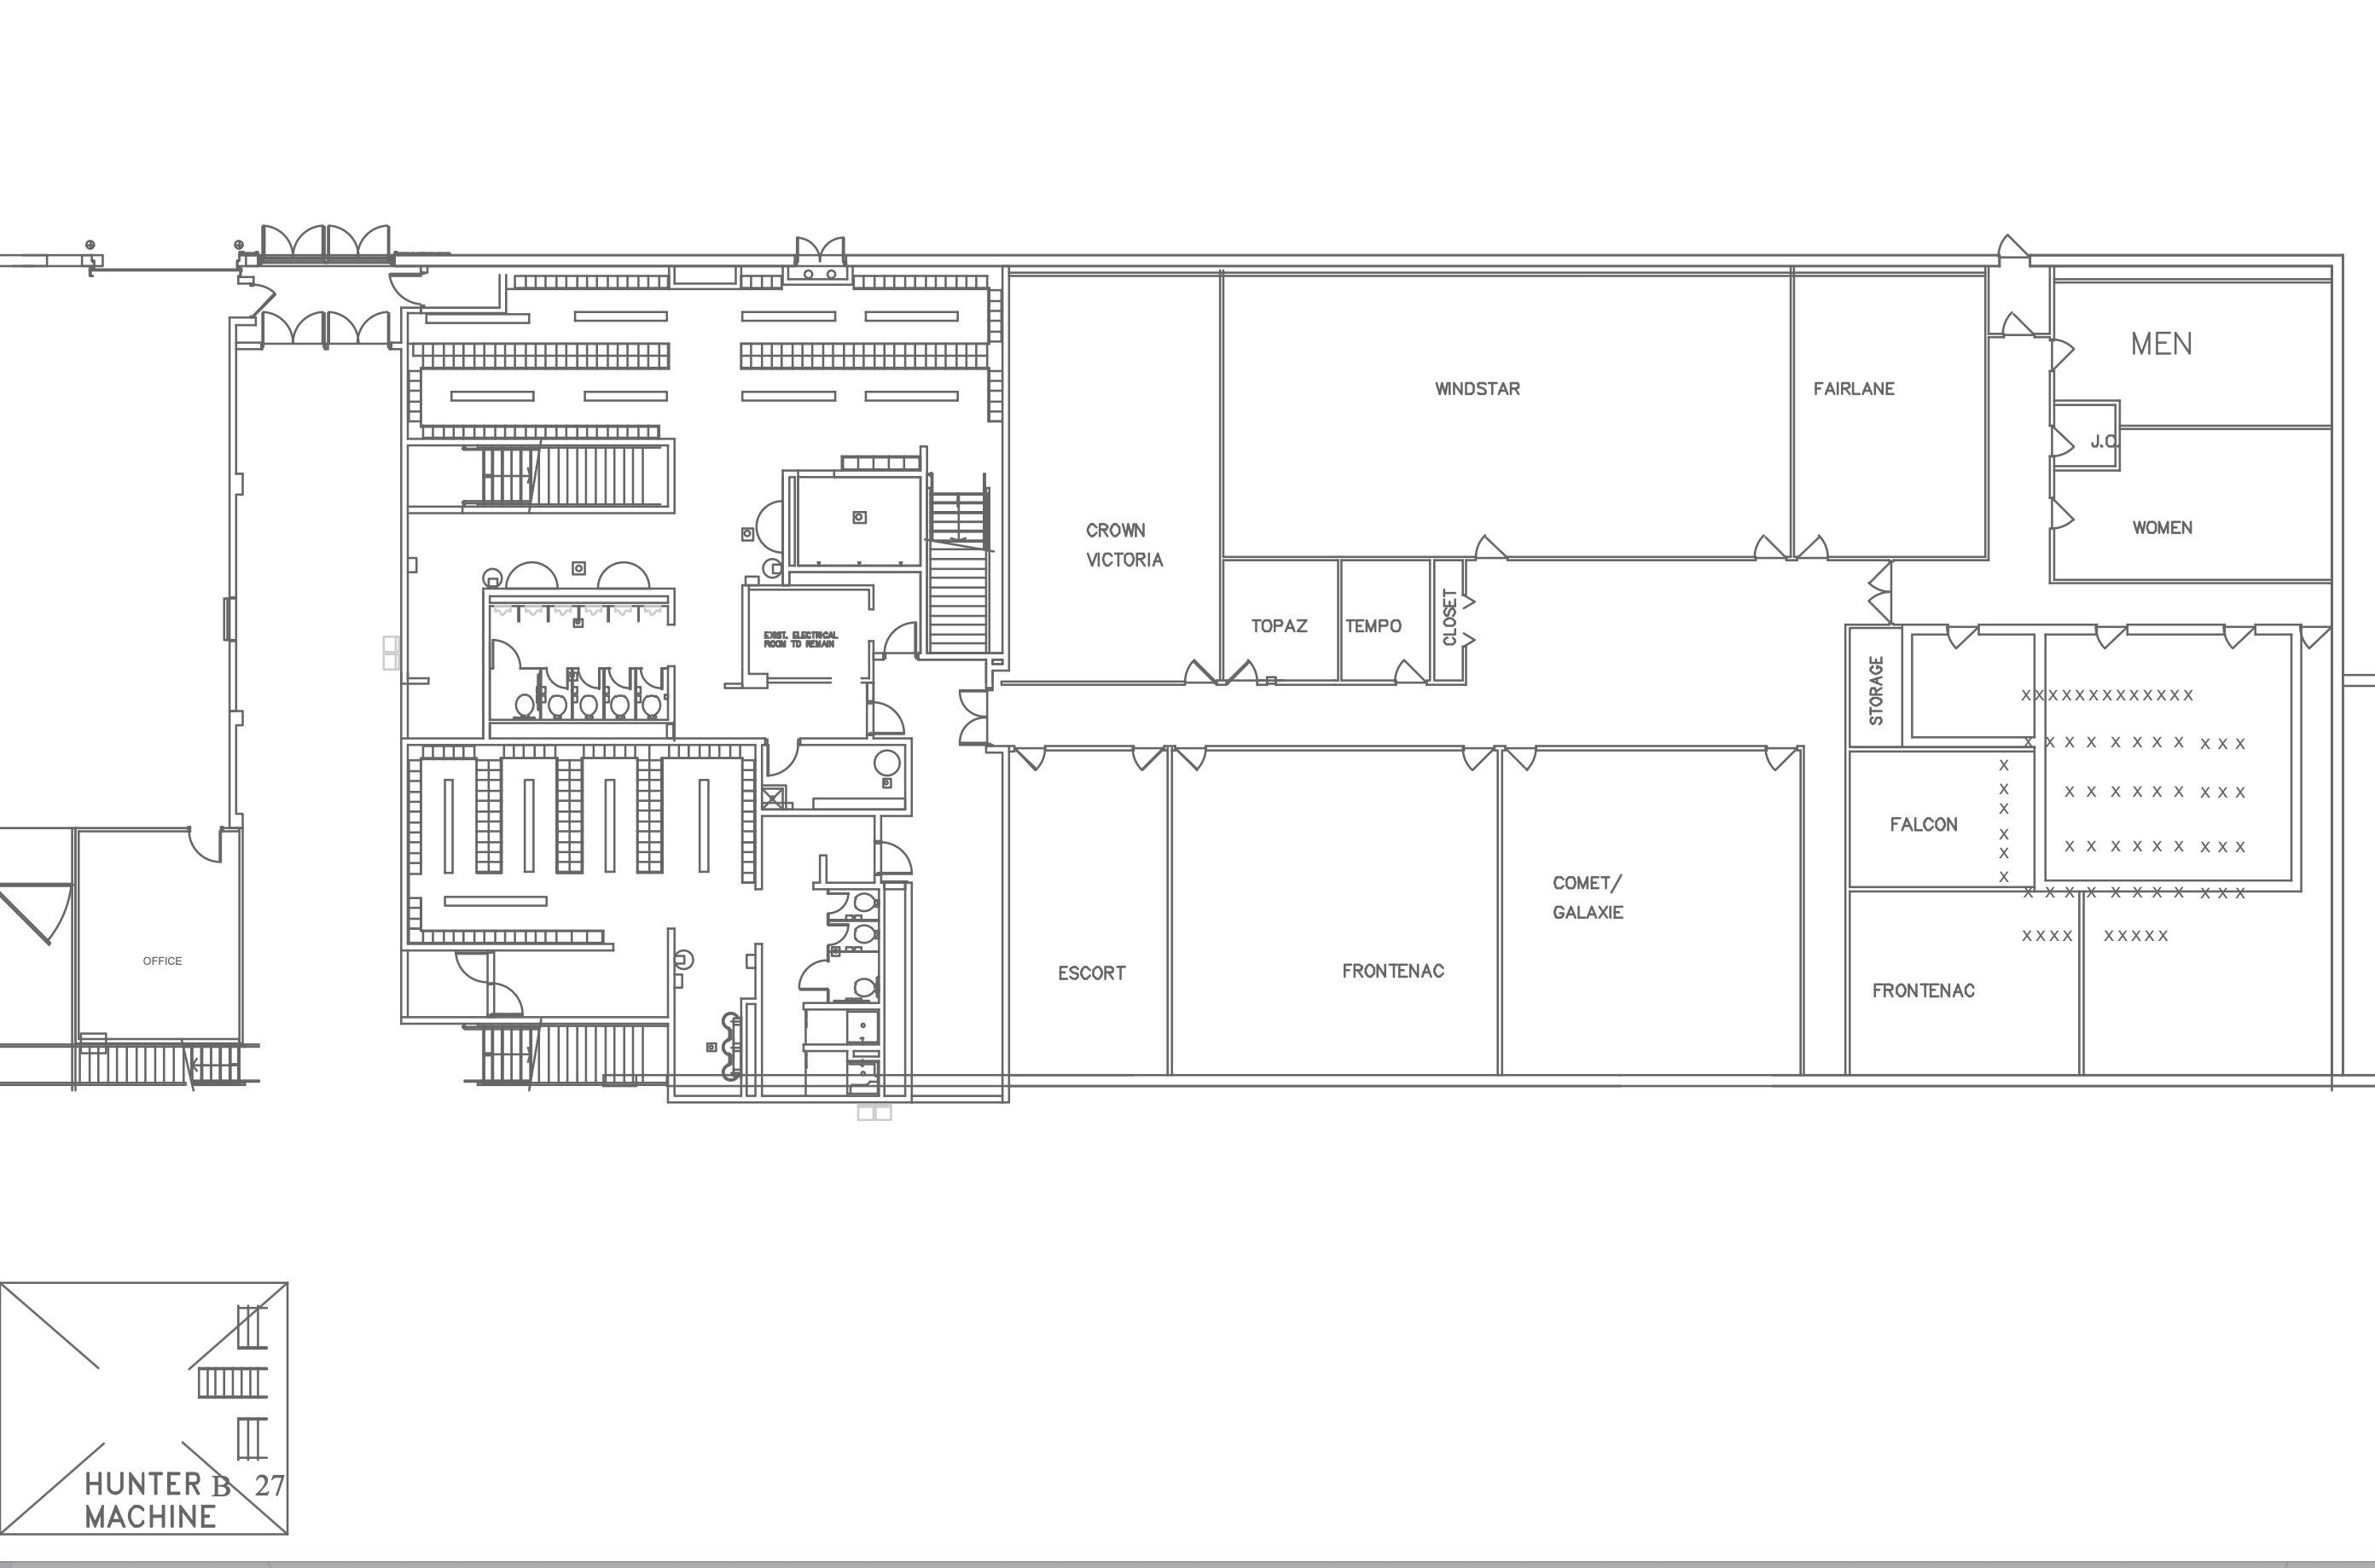 MEN
WINDSTAR
FAIRLANE
J.C.
CROWN
VICTORIA
WOMEN
TOPAZ
TEMPO
CLOSET
EXIST. ELECTRICAL
ROOM TO REMAIN
STORAGE
XXXXXXXXXXXXX
X X X X X X X X X X
X
X
X X X X X X X X X
X
X
X X X X X X X X X
X
X
X X X X X X X X X X X
FALCON
COMET/
GALAXIE
XXXX XXXXX
OFFICE
ESCORT
FRONTENAC
FRONTENAC
HUNTER B 27
MACHINE